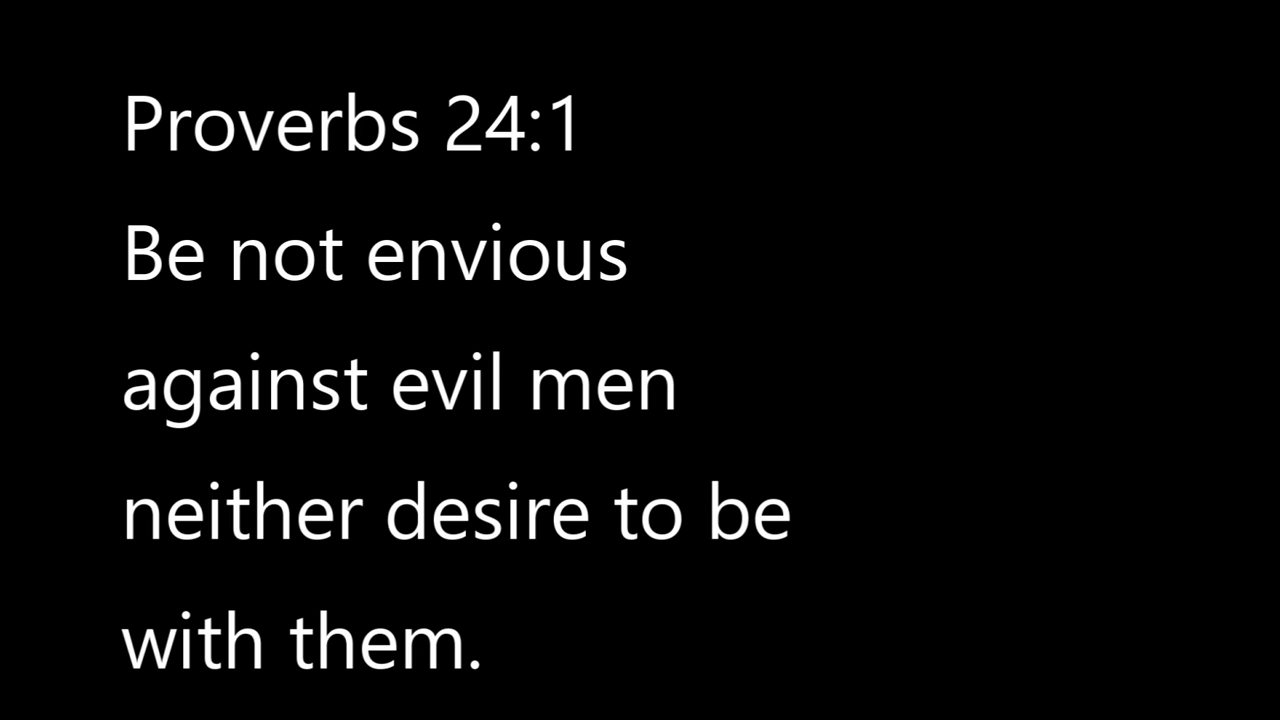 Proverbs 24:1
Be not envious
against evil men
neither desire to be
with them.